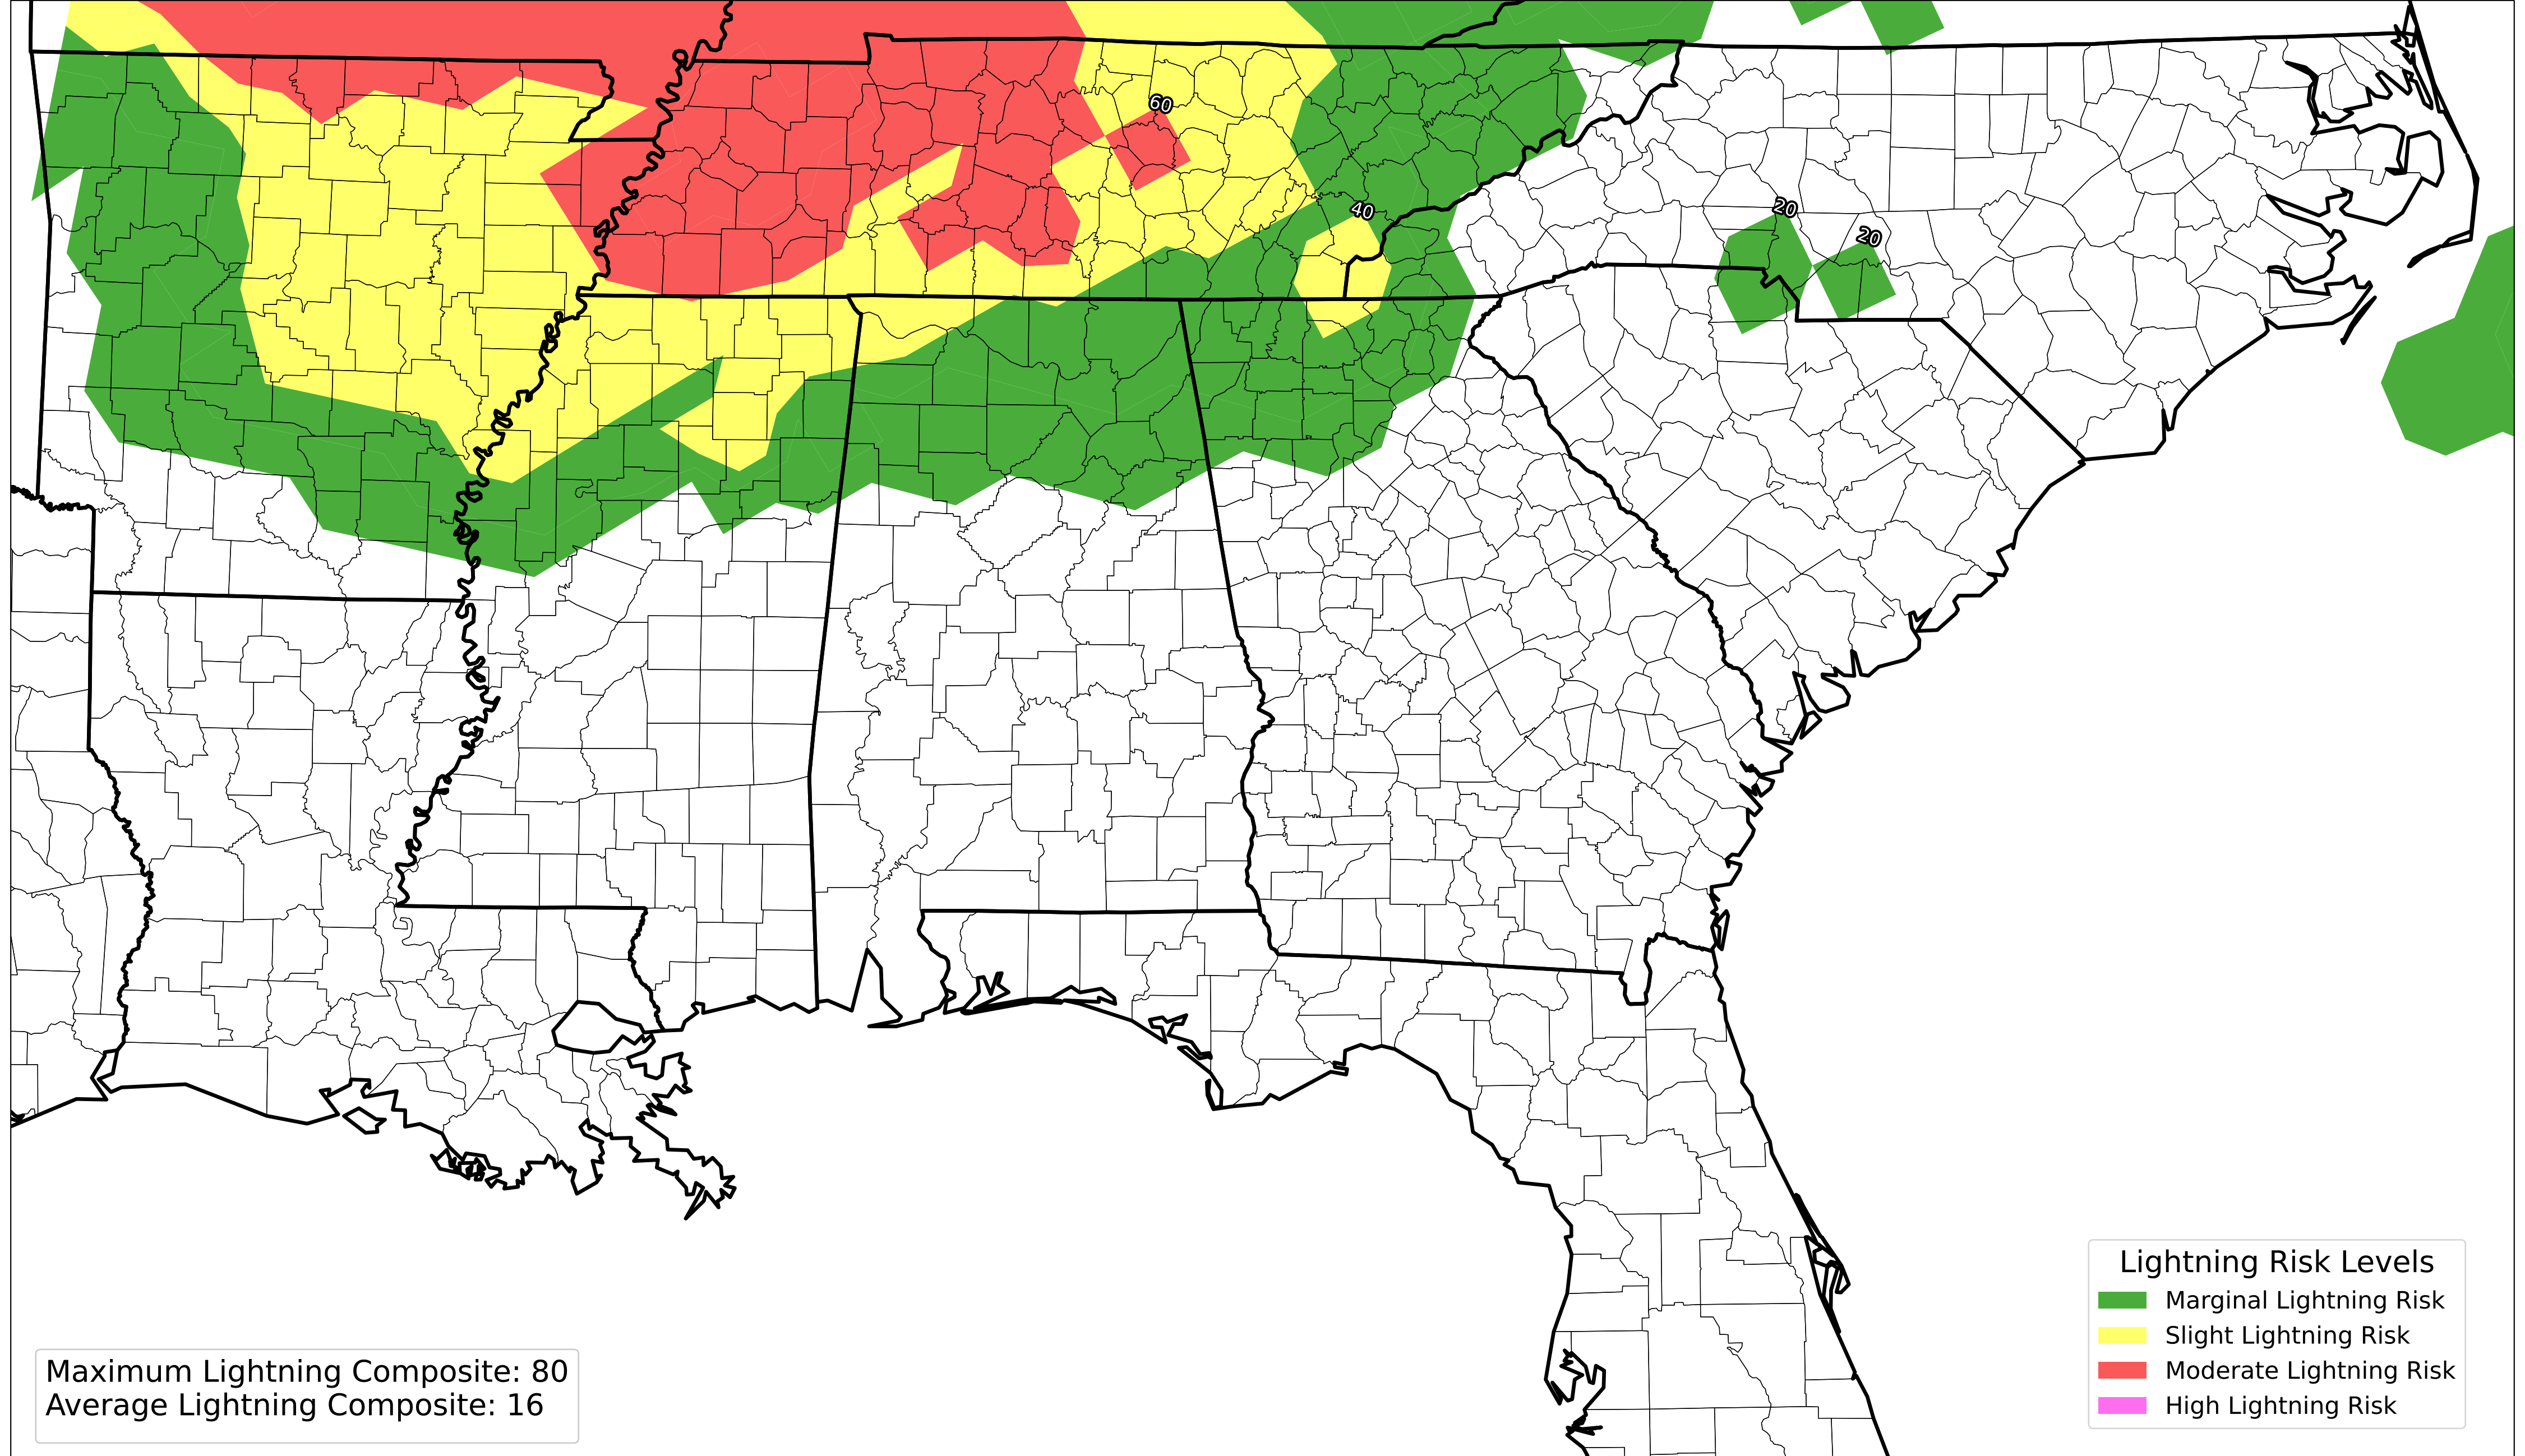 60
40
20
20
Lightning Risk Levels
Marginal Lightning Risk
Slight Lightning Risk
Moderate Lightning Risk
High Lightning Risk
Maximum Lightning Composite: 80
Average Lightning Composite: 16